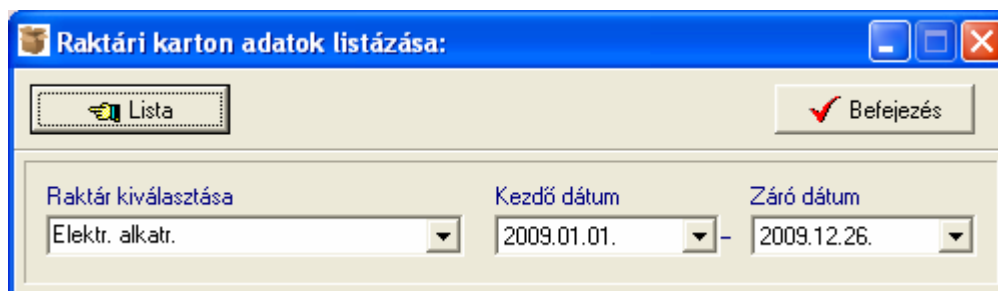 Raktári karton adatok listázása:
Lista Befejezés
Raktár kiválasztása Kezdő dátum Záró dátum
Elektr. alkatr. 2009.01.01. – 2009.12.26.